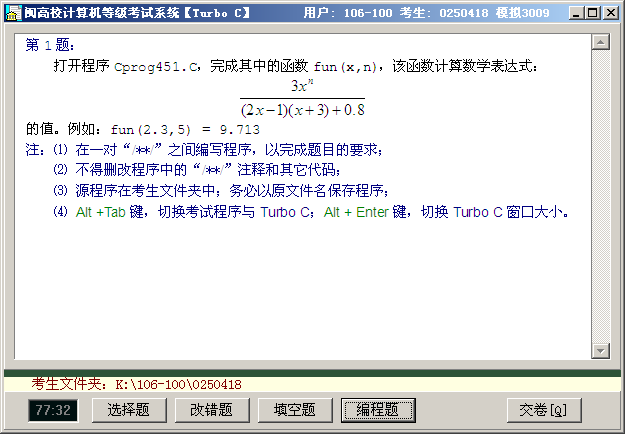 闽高校计算机等级考试系统【Turbo C】 用户: 106-100 考生: 0250418 模拟3009
第 1 题:
打开程序 Cprog451.C, 完成其中的函数 fun(x,n), 该函数计算数学表达式:
3xⁿ
(2x−1)(x+3)+0.8
的值。例如: fun(2.3,5) = 9.713
注: ⑴ 在一对“/**/”之间编写程序, 以完成题目的要求;
⑵ 不得删改程序中的“/**/”注释和其它代码;
⑶ 源程序在考生文件夹中; 务必以原文件名保存程序;
⑷ Alt +Tab 键, 切换考试程序与 Turbo C; Alt + Enter 键, 切换 Turbo C 窗口大小。
考生文件夹: K:\106-100\0250418
77:32 选择题 改错题 填空题 编程题 交卷[Q]